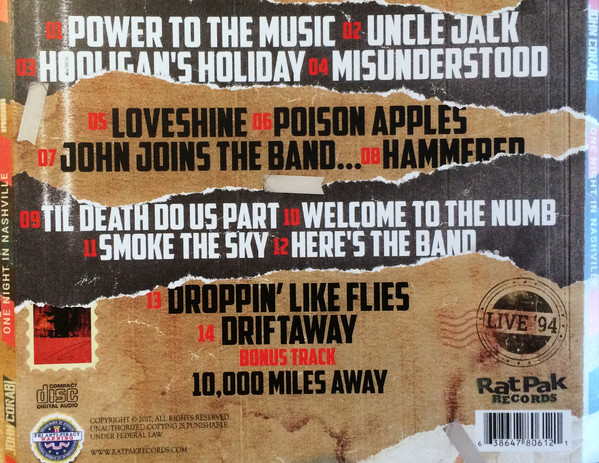 01 POWER TO THE MUSIC 02 UNCLE JACK
03 HOOLIGAN'S HOLIDAY 04 MISUNDERSTOOD
05 LOVESHINE 06 POISON APPLES
07 JOHN JOINS THE BAND... 08 HAMMERED
09 TIL DEATH DO US PART 10 WELCOME TO THE NUMB
11 SMOKE THE SKY 12 HERE'S THE BAND....
13 DROPPIN' LIKE FLIES
14 DRIFTAWAY
BONUS TRACK
10,000 MILES AWAY
LIVE '94
COMPACT
disc
DIGITAL AUDIO
COPYRIGHT © 2017, ALL RIGHTS RESERVED.
UNAUTHORIZED COPYING IS PUNISHABLE
UNDER FEDERAL LAW.
WWW.RATPAKRECORDS.COM
RatPak
RECORDS
6 38647 80612 1
JOHN CORABI ONE NIGHT IN NASHVILLE
JOHN CORABI ONE NIGHT IN NASHVILLE